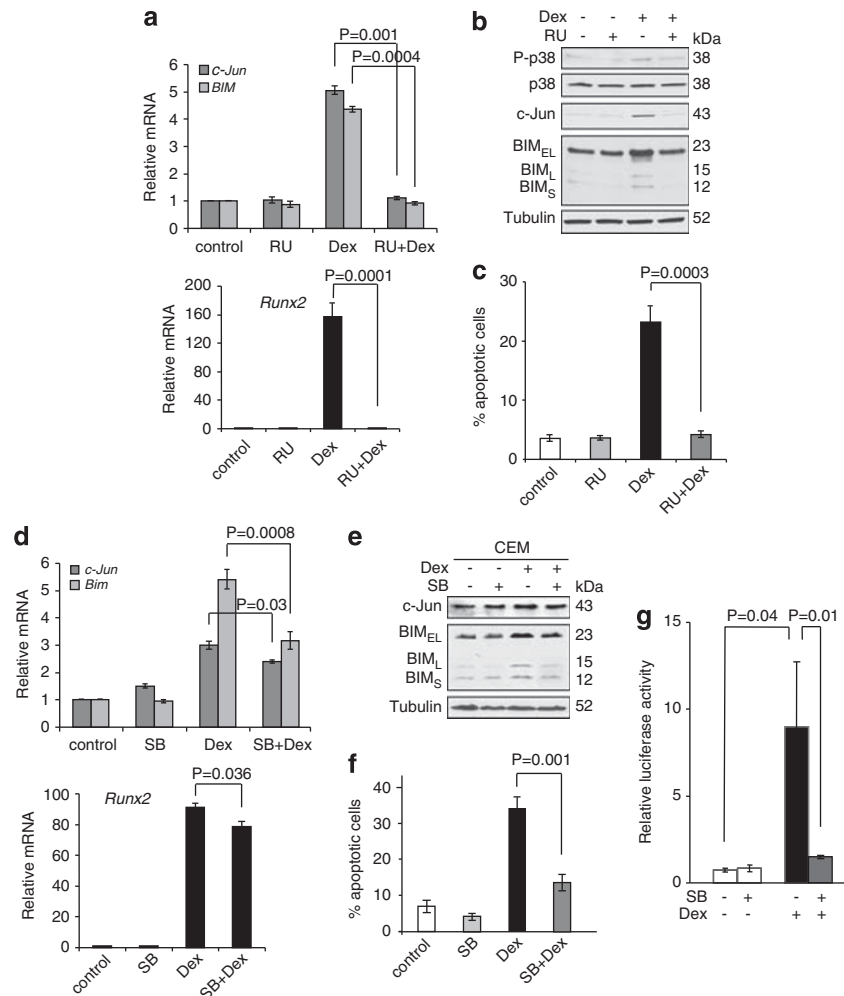 a
P=0.001
c-Jun
BIM
P=0.0004
Relative mRNA
6
5
4
3
2
1
0
control RU Dex RU+Dex
P=0.0001
Runx2
Relative mRNA
200
160
120
80
40
0
control RU Dex RU+Dex
b
Dex - - + +
RU - + - + kDa
P-p38 38
p38 38
c-Jun 43
BIMEL 23
BIML 15
BIMS 12
Tubulin 52
c
P=0.0003
% apoptotic cells
30
20
10
0
control RU Dex RU+Dex
d
P=0.0008
c-Jun
Bim
P=0.03
Relative mRNA
6
5
4
3
2
1
0
control SB Dex SB+Dex
P=0.036
Runx2
Relative mRNA
100
80
60
40
20
0
control SB Dex SB+Dex
e
CEM
Dex - - + +
SB - + - + kDa
c-Jun 43
BIMEL 23
BIML 15
BIMS 12
Tubulin 52
f
P=0.001
% apoptotic cells
40
30
20
10
0
control SB Dex SB+Dex
g
P=0.04 P=0.01
Relative luciferase activity
15
10
5
0
SB - + - +
Dex - - + +